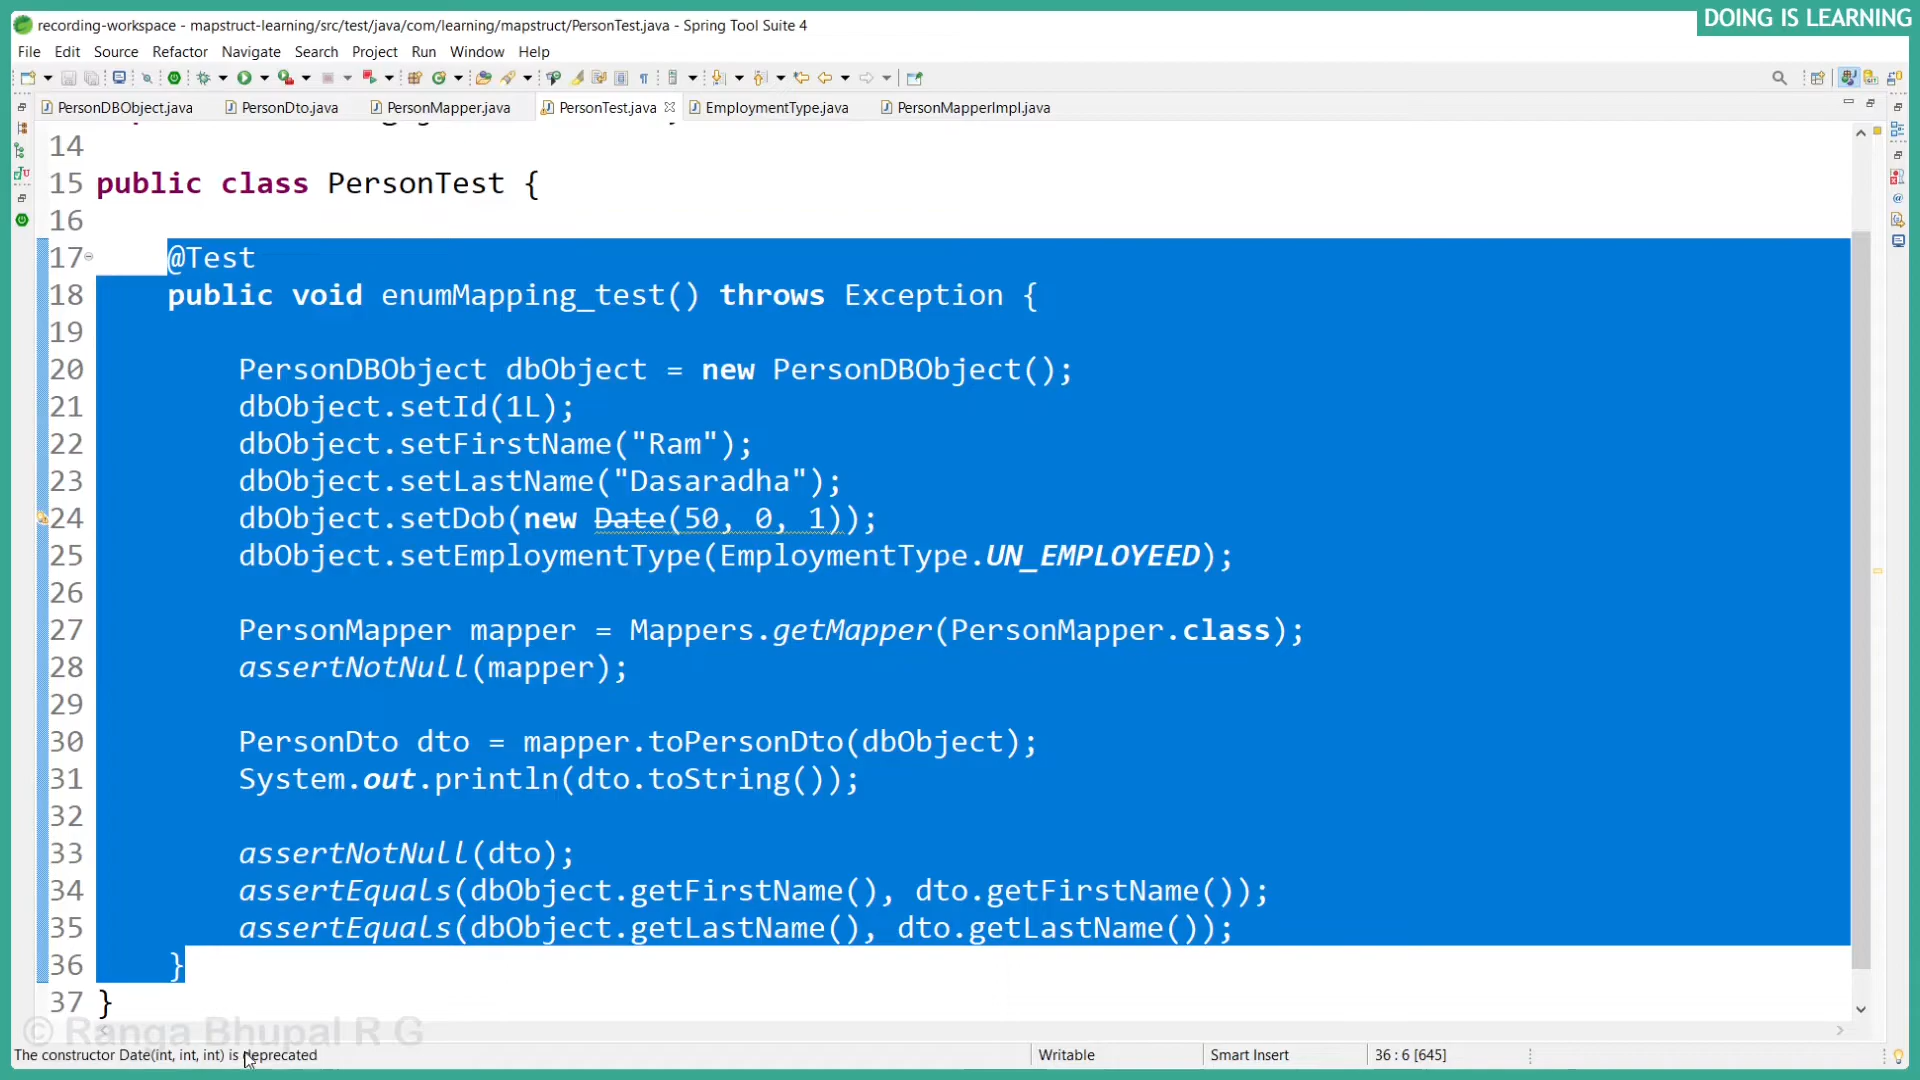 DOING IS LEARNING
recording-workspace - mapstruct-learning/src/test/java/com/learning/mapstruct/PersonTest.java - Spring Tool Suite 4
File Edit Source Refactor Navigate Search Project Run Window Help
PersonDBObject.java PersonDto.java PersonMapper.java PersonTest.java EmploymentType.java PersonMapperImpl.java
14
15 public class PersonTest {
16
17 @Test
18 public void enumMapping_test() throws Exception {
19
20 PersonDBObject dbObject = new PersonDBObject();
21 dbObject.setId(1L);
22 dbObject.setFirstName("Ram");
23 dbObject.setLastName("Dasaradha");
24 dbObject.setDob(new Date(50, 0, 1));
25 dbObject.setEmploymentType(EmploymentType.UN_EMPLOYEED);
26
27 PersonMapper mapper = Mappers.getMapper(PersonMapper.class);
28 assertNotNull(mapper);
29
30 PersonDto dto = mapper.toPersonDto(dbObject);
31 System.out.println(dto.toString());
32
33 assertNotNull(dto);
34 assertEquals(dbObject.getFirstName(), dto.getFirstName());
35 assertEquals(dbObject.getLastName(), dto.getLastName());
36 }
37 }
© Ranga Bhupal R G
The constructor Date(int, int, int) is deprecated Writable Smart Insert 36 : 6 [645]